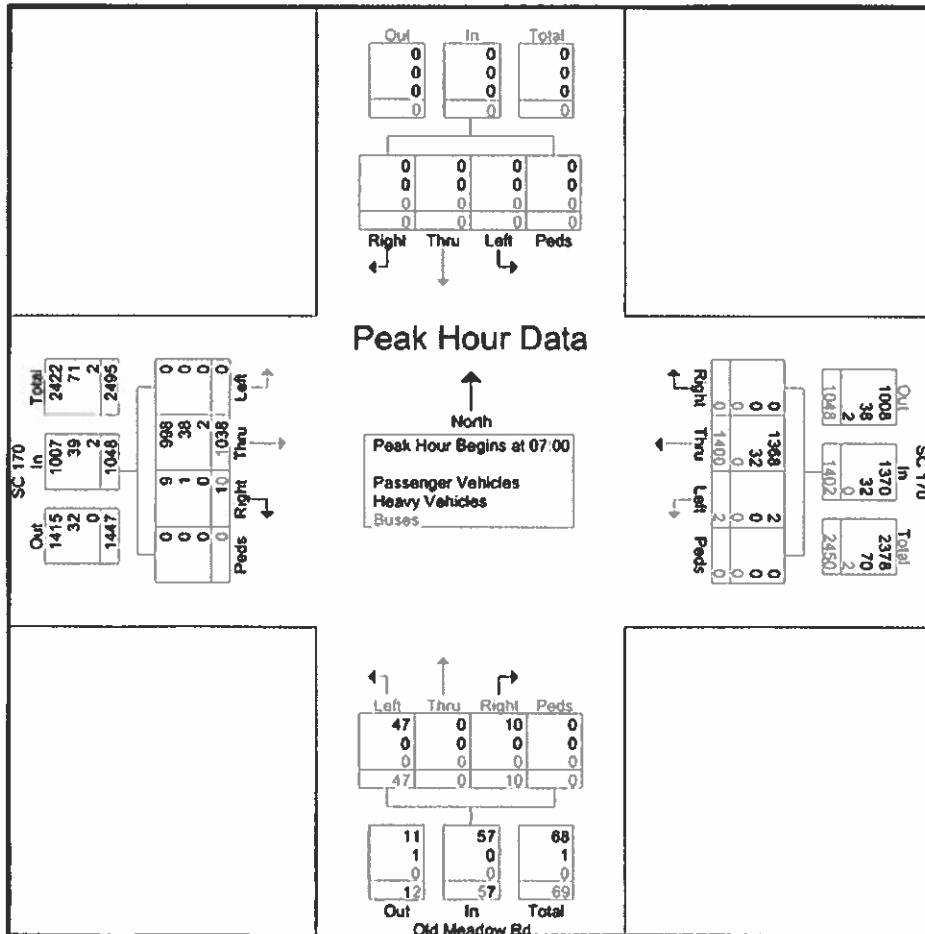 Out In Total
0 0 0
0 0 0
0 0 0
0 0 0
0 0 0 0
0 0 0 0
0 0 0 0
0 0 0 0
Right Thru Left Peds
Peak Hour Data
North
Peak Hour Begins at 07:00
Passenger Vehicles
Heavy Vehicles
Buses
SC 170
Total In Out
2422 1007 1415
71 39 32
2 2 0
2495 1048 1447
0 998 9 0
0 38 1 0
0 2 0 0
0 1038 10 0
Left Thru Right Peds
SC 170
Out In Total
1008 1370 2378
38 32 70
2 0 2
1048 1402 2450
0 1368 2 0
0 32 0 0
0 0 0 0
0 1400 2 0
Right Thru Left Peds
Left Thru Right Peds
47 0 10 0
0 0 0 0
0 0 0 0
47 0 10 0
11 57 68
1 0 1
0 0 0
12 57 69
Out In Total
Old Meadow Rd